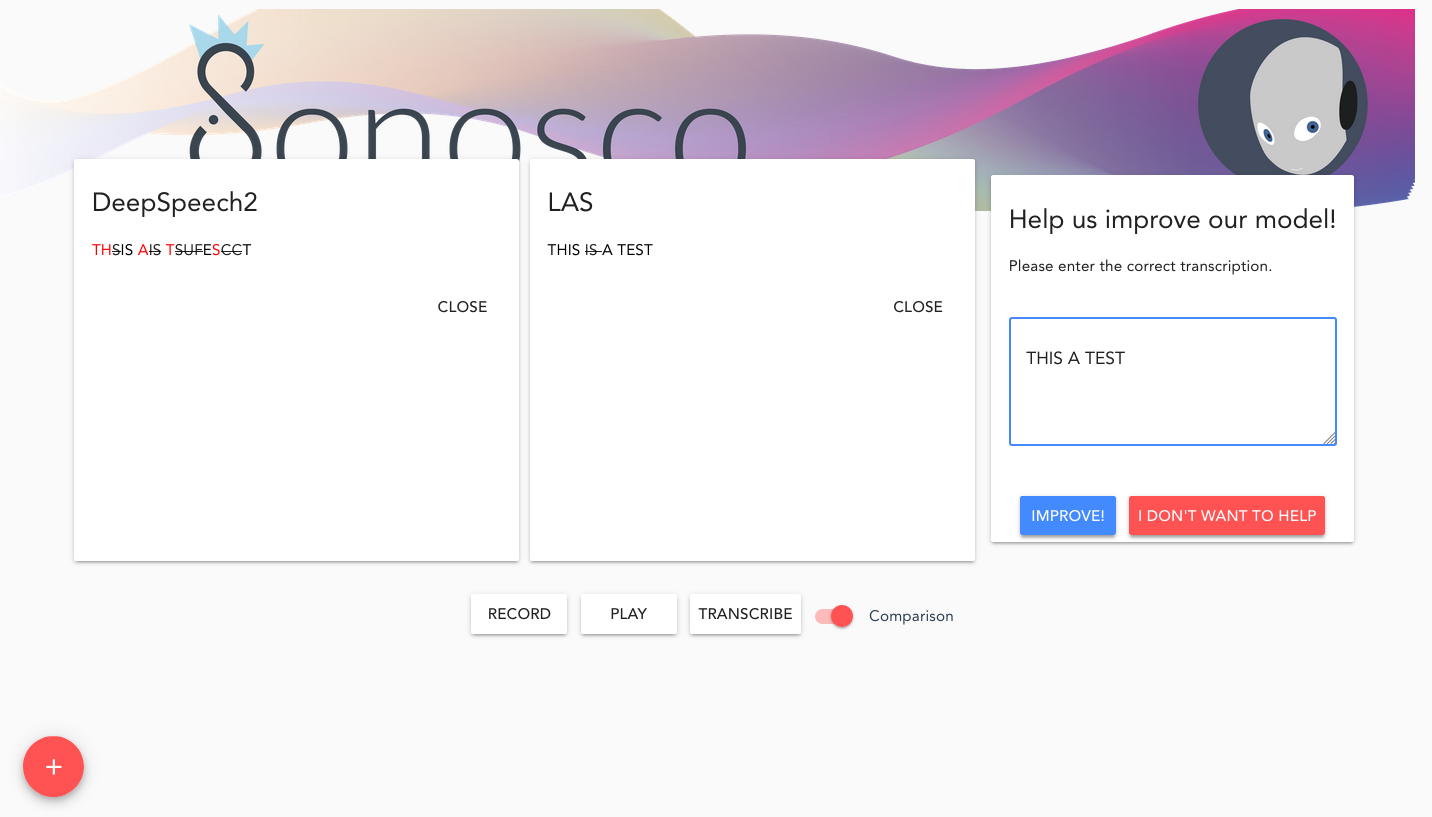 Sonosco
DeepSpeech2
THSIS AIS TSUFESCCT
CLOSE
LAS
THIS IS A TEST
CLOSE
Help us improve our model!
Please enter the correct transcription.
THIS A TEST
IMPROVE!
I DON'T WANT TO HELP
RECORD
PLAY
TRANSCRIBE
Comparison
+